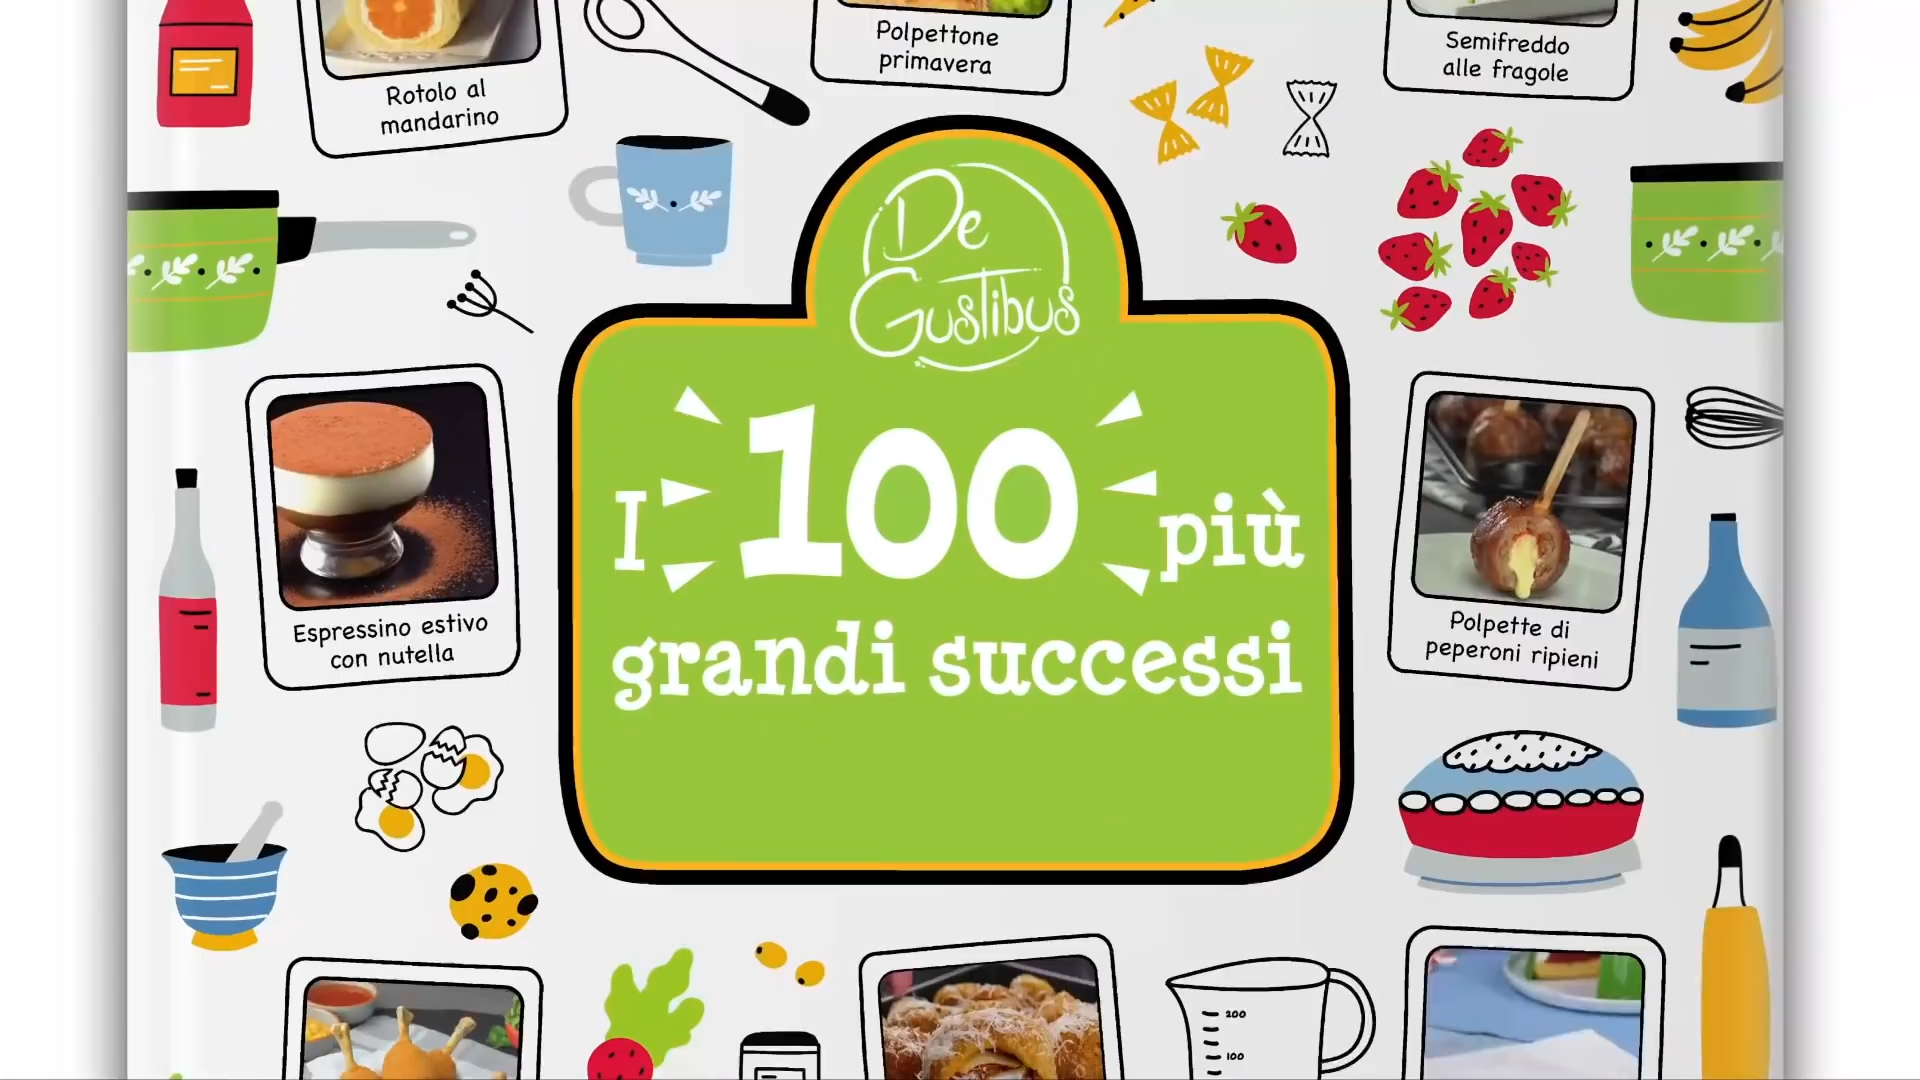 Polpettone
primavera
Semifreddo
alle fragole
Rotolo al
mandarino
De
Gustibus
I 100 più
grandi successi
Espressino estivo
con nutella
Polpette di
peperoni ripieni
200
100